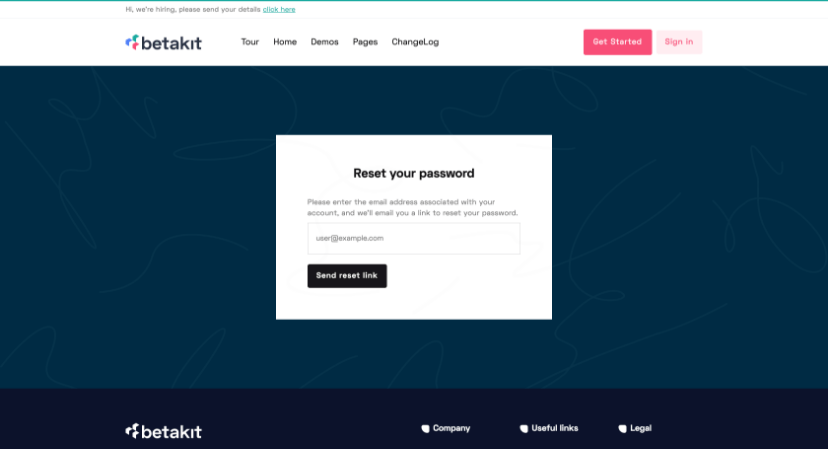 Hi, we're hiring, please send your details click here
betakit
Tour Home Demos Pages ChangeLog
Get Started Sign in
Reset your password
Please enter the email address associated with your
account, and we'll email you a link to reset your password.
user@example.com
Send reset link
betakit
Company Useful links Legal